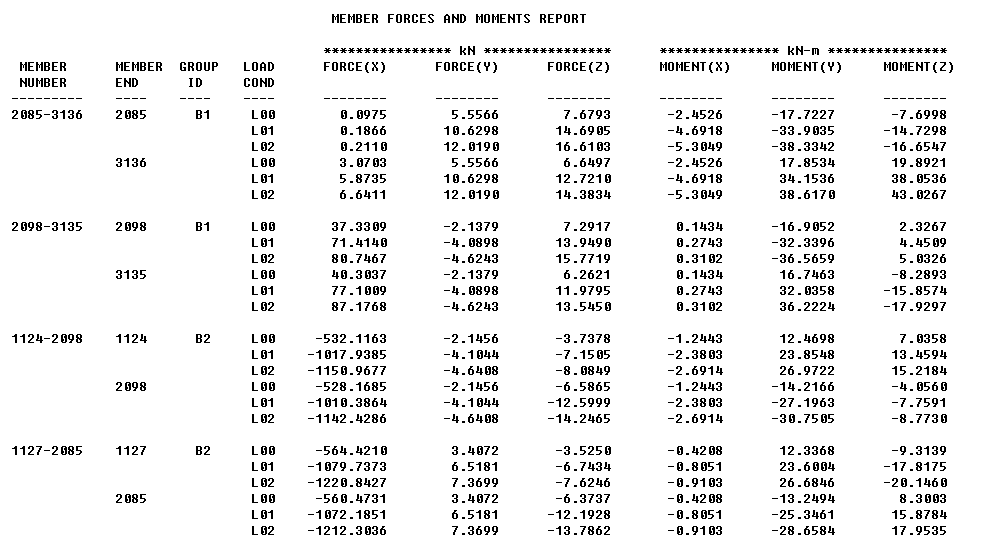 MEMBER FORCES AND MOMENTS REPORT
**************** kN **************** *************** kN-m ***************
MEMBER MEMBER GROUP LOAD FORCE(X) FORCE(Y) FORCE(Z) MOMENT(X) MOMENT(Y) MOMENT(Z)
NUMBER END ID COND
--------- ---- ---- ---- -------- -------- -------- -------- -------- --------
2085-3136 2085 B1 L00 0.0975 5.5566 7.6793 -2.4526 -17.7227 -7.6998
L01 0.1866 10.6298 14.6905 -4.6918 -33.9035 -14.7298
L02 0.2110 12.0190 16.6103 -5.3049 -38.3342 -16.6547
3136 L00 3.0703 5.5566 6.6497 -2.4526 17.8534 19.8921
L01 5.8735 10.6298 12.7210 -4.6918 34.1536 38.0536
L02 6.6411 12.0190 14.3834 -5.3049 38.6170 43.0267
2098-3135 2098 B1 L00 37.3309 -2.1379 7.2917 0.1434 -16.9052 2.3267
L01 71.4140 -4.0898 13.9490 0.2743 -32.3396 4.4509
L02 80.7467 -4.6243 15.7719 0.3102 -36.5659 5.0326
3135 L00 40.3037 -2.1379 6.2621 0.1434 16.7463 -8.2893
L01 77.1009 -4.0898 11.9795 0.2743 32.0358 -15.8574
L02 87.1768 -4.6243 13.5450 0.3102 36.2224 -17.9297
1124-2098 1124 B2 L00 -532.1163 -2.1456 -3.7378 -1.2443 12.4698 7.0358
L01 -1017.9385 -4.1044 -7.1505 -2.3803 23.8548 13.4594
L02 -1150.9677 -4.6408 -8.0849 -2.6914 26.9722 15.2184
2098 L00 -528.1685 -2.1456 -6.5865 -1.2443 -14.2166 -4.0560
L01 -1010.3864 -4.1044 -12.5999 -2.3803 -27.1963 -7.7591
L02 -1142.4286 -4.6408 -14.2465 -2.6914 -30.7505 -8.7730
1127-2085 1127 B2 L00 -564.4210 3.4072 -3.5250 -0.4208 12.3368 -9.3139
L01 -1079.7373 6.5181 -6.7434 -0.8051 23.6004 -17.8175
L02 -1220.8427 7.3699 -7.6246 -0.9103 26.6846 -20.1460
2085 L00 -560.4731 3.4072 -6.3737 -0.4208 -13.2494 8.3003
L01 -1072.1851 6.5181 -12.1928 -0.8051 -25.3461 15.8784
L02 -1212.3036 7.3699 -13.7862 -0.9103 -28.6584 17.9535